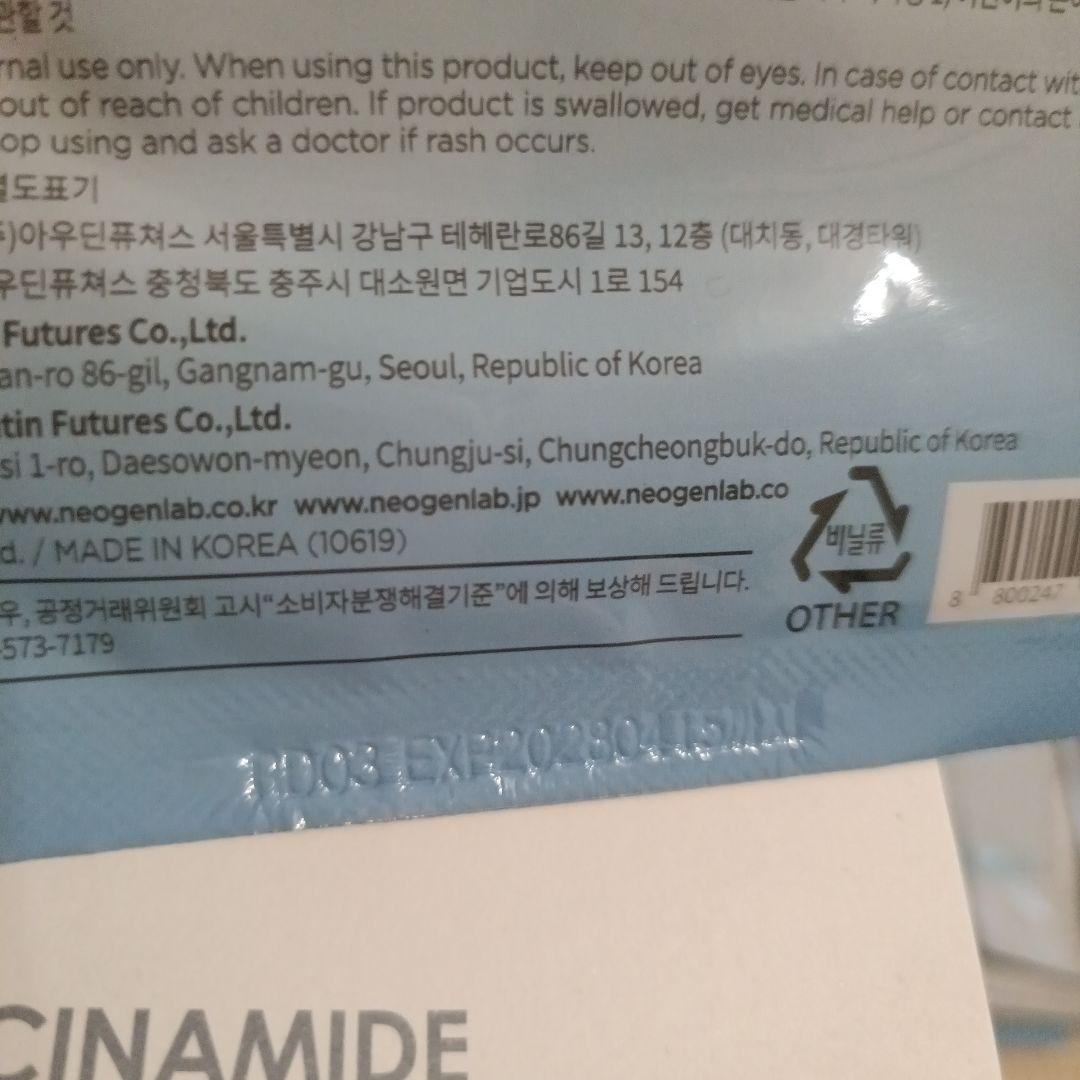 관할 것
rnal use only. When using this product, keep out of eyes. In case of contact wit
out of reach of children. If product is swallowed, get medical help or contact
op using and ask a doctor if rash occurs.
별도표기
주)아우딘퓨쳐스 서울특별시 강남구 테헤란로86길 13, 12층 (대치동, 대경타워)
우딘퓨쳐스 충청북도 충주시 대소원면 기업도시 1로 154
Futures Co.,Ltd.
an-ro 86-gil, Gangnam-gu, Seoul, Republic of Korea
tin Futures Co.,Ltd.
si 1-ro, Daesowon-myeon, Chungju-si, Chungcheongbuk-do, Republic of Korea
www.neogenlab.co.kr www.neogenlab.jp www.neogenlab.co
d. / MADE IN KOREA (10619)
우, 공정거래위원회 고시“소비자분쟁해결기준”에 의해 보상해 드립니다.
-573-7179
비닐류
OTHER
8 800247
EXP20280415
CINAMIDE